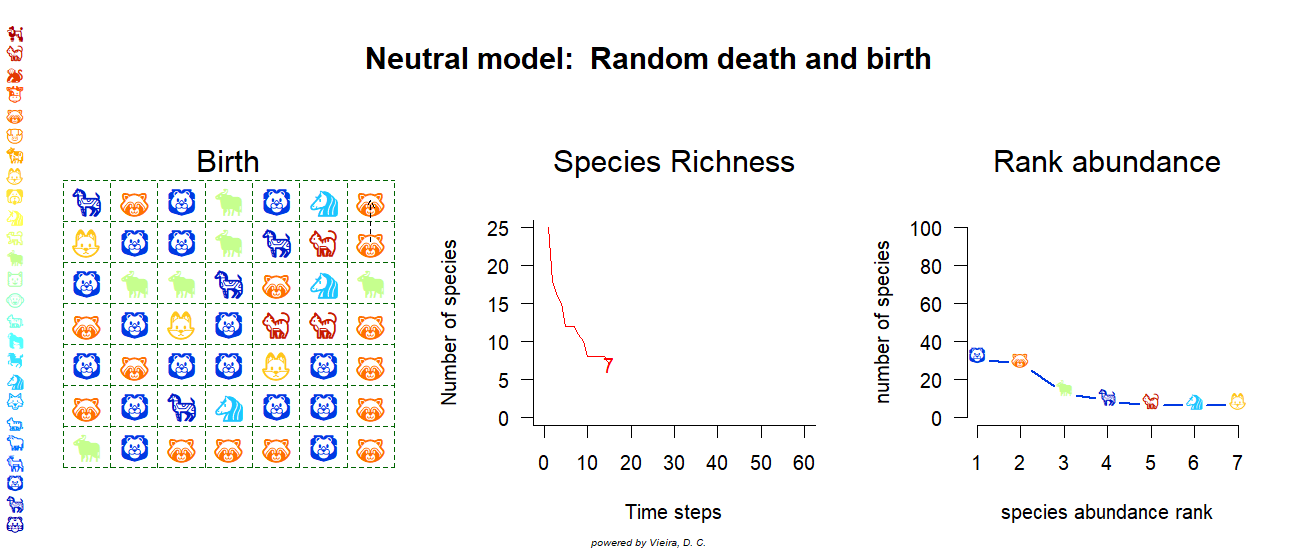 Neutral model:  Random death and birth
Birth
Species Richness
Number of species
25
20
15
10
5
0
7
0 10 20 30 40 50 60
Time steps
Rank abundance
number of species
100
80
60
40
20
0
1 2 3 4 5 6 7
species abundance rank
powered by Vieira, D. C.